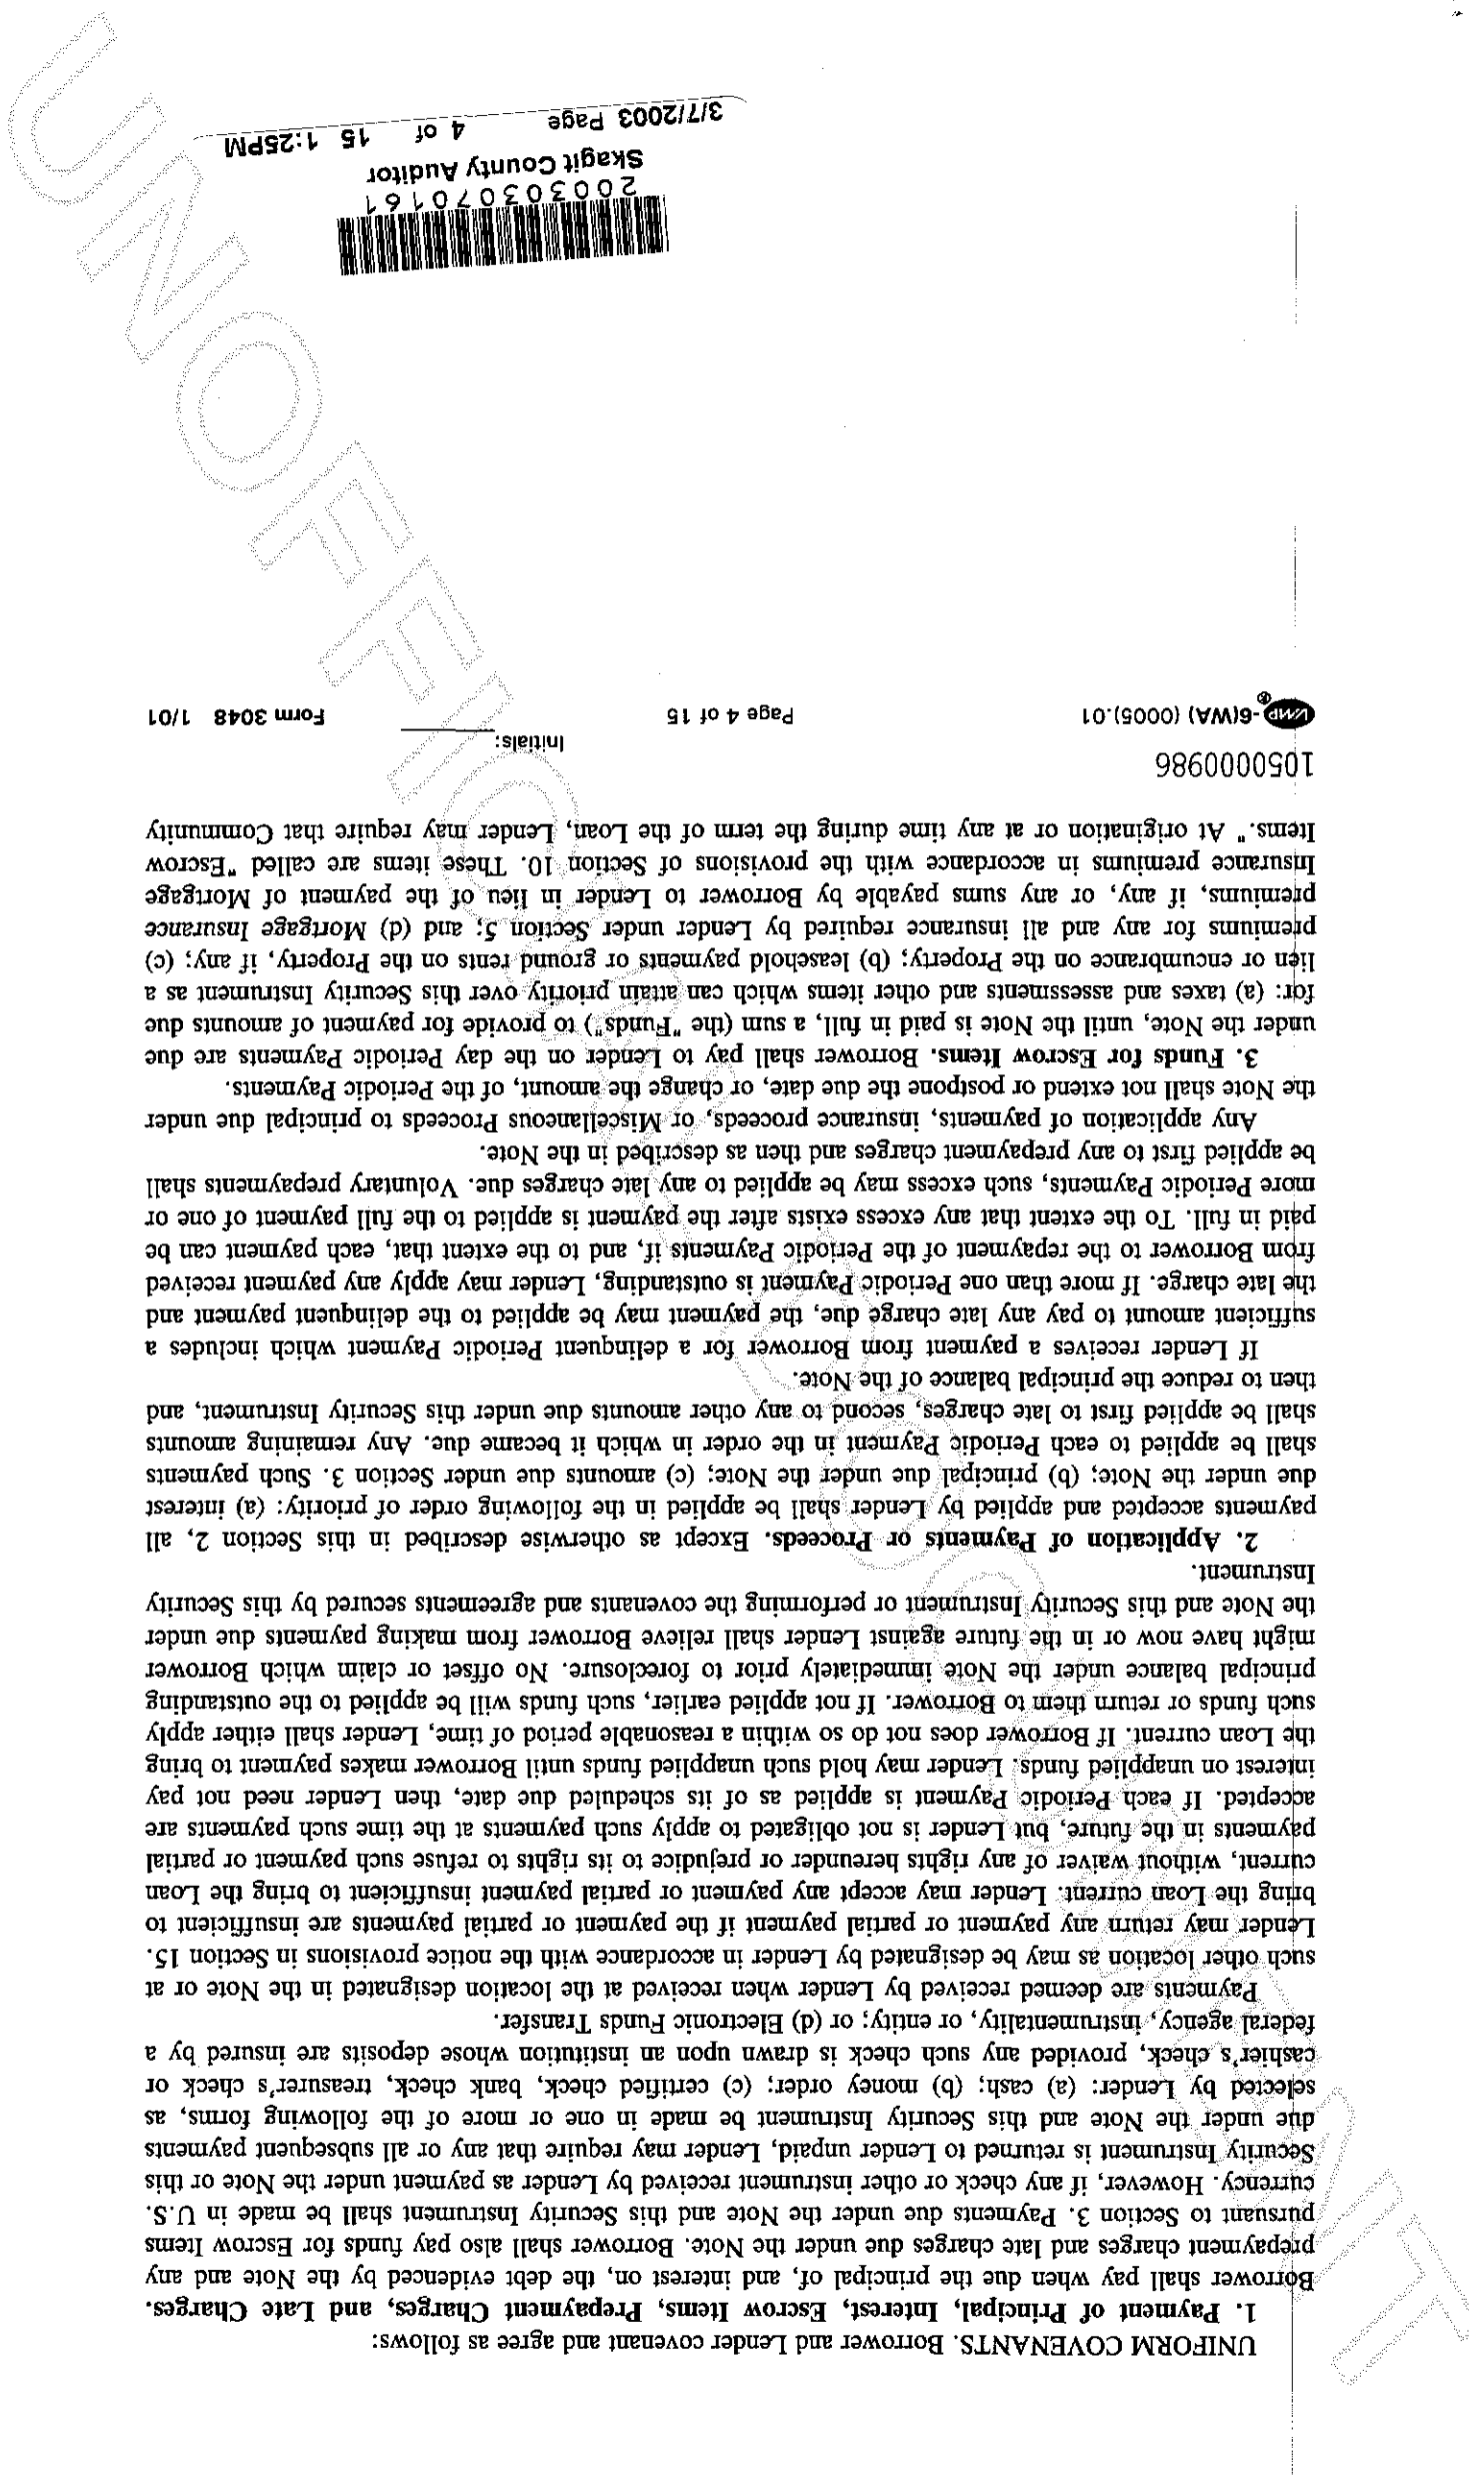 UNIFORM COVENANTS. Borrower and Lender covenant and agree as follows:
1. Payment of Principal, Interest, Escrow Items, Prepayment Charges, and Late Charges.
Borrower shall pay when due the principal of, and interest on, the debt evidenced by the Note and any
prepayment charges and late charges due under the Note. Borrower shall also pay funds for Escrow Items
pursuant to Section 3. Payments due under the Note and this Security Instrument shall be made in U.S.
currency. However, if any check or other instrument received by Lender as payment under the Note or this
Security Instrument is returned to Lender unpaid, Lender may require that any or all subsequent payments
due under the Note and this Security Instrument be made in one or more of the following forms, as
selected by Lender: (a) cash; (b) money order; (c) certified check, bank check, treasurer's check or
cashier's check, provided any such check is drawn upon an institution whose deposits are insured by a
federal agency, instrumentality, or entity; or (d) Electronic Funds Transfer.
Payments are deemed received by Lender when received at the location designated in the Note or at
such other location as may be designated by Lender in accordance with the notice provisions in Section 15.
Lender may return any payment or partial payment if the payment or partial payments are insufficient to
bring the Loan current. Lender may accept any payment or partial payment insufficient to bring the Loan
current, without waiver of any rights hereunder or prejudice to its rights to refuse such payment or partial
payments in the future, but Lender is not obligated to apply such payments at the time such payments are
accepted. If each Periodic Payment is applied as of its scheduled due date, then Lender need not pay
interest on unapplied funds. Lender may hold such unapplied funds until Borrower makes payment to bring
the Loan current. If Borrower does not do so within a reasonable period of time, Lender shall either apply
such funds or return them to Borrower. If not applied earlier, such funds will be applied to the outstanding
principal balance under the Note immediately prior to foreclosure. No offset or claim which Borrower
might have now or in the future against Lender shall relieve Borrower from making payments due under
the Note and this Security Instrument or performing the covenants and agreements secured by this Security
Instrument.
2. Application of Payments or Proceeds. Except as otherwise described in this Section 2, all
payments accepted and applied by Lender shall be applied in the following order of priority: (a) interest
due under the Note; (b) principal due under the Note; (c) amounts due under Section 3. Such payments
shall be applied to each Periodic Payment in the order in which it became due. Any remaining amounts
shall be applied first to late charges, second to any other amounts due under this Security Instrument, and
then to reduce the principal balance of the Note.
If Lender receives a payment from Borrower for a delinquent Periodic Payment which includes a
sufficient amount to pay any late charge due, the payment may be applied to the delinquent payment and
the late charge. If more than one Periodic Payment is outstanding, Lender may apply any payment received
from Borrower to the repayment of the Periodic Payments if, and to the extent that, each payment can be
paid in full. To the extent that any excess exists after the payment is applied to the full payment of one or
more Periodic Payments, such excess may be applied to any late charges due. Voluntary prepayments shall
be applied first to any prepayment charges and then as described in the Note.
Any application of payments, insurance proceeds, or Miscellaneous Proceeds to principal due under
the Note shall not extend or postpone the due date, or change the amount, of the Periodic Payments.
3. Funds for Escrow Items. Borrower shall pay to Lender on the day Periodic Payments are due
under the Note, until the Note is paid in full, a sum (the "Funds") to provide for payment of amounts due
for: (a) taxes and assessments and other items which can attain priority over this Security Instrument as a
lien or encumbrance on the Property; (b) leasehold payments or ground rents on the Property, if any; (c)
premiums for any and all insurance required by Lender under Section 5; and (d) Mortgage Insurance
premiums, if any, or any sums payable by Borrower to Lender in lieu of the payment of Mortgage
Insurance premiums in accordance with the provisions of Section 10. These items are called "Escrow
Items." At origination or at any time during the term of the Loan, Lender may require that Community
1050000986
Initials:
VMP®-6(WA) (0005).01 Page 4 of 15 Form 3048 1/01
200303070161
Skagit County Auditor
3/7/2003 Page 4 of 15 1:25PM
UNOFFICIAL DOCUMENT